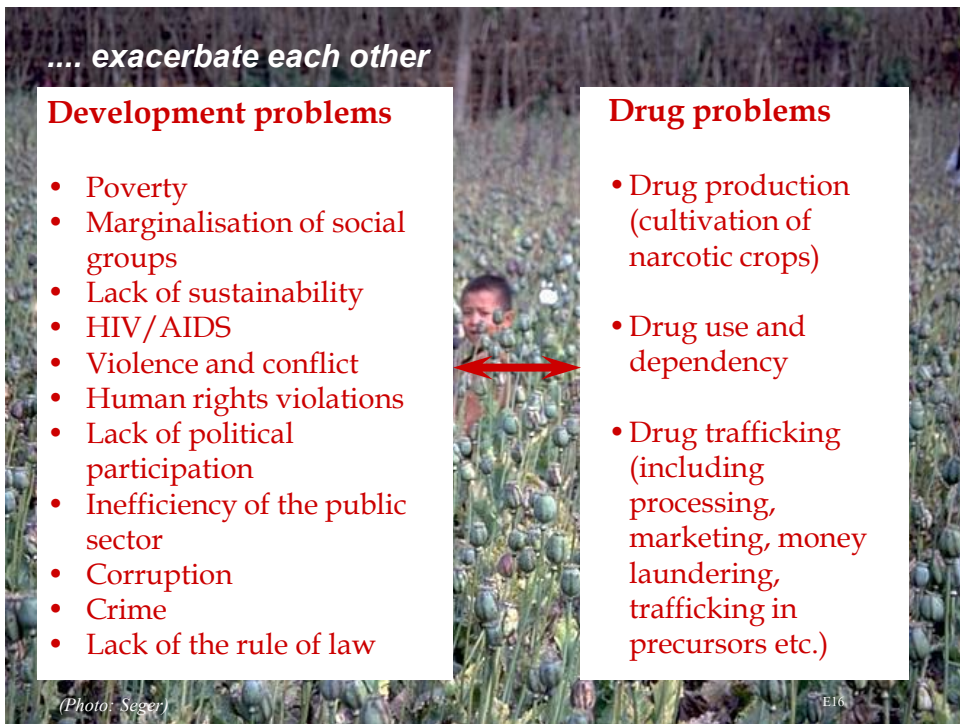 .... exacerbate each other
Development problems
• Poverty
• Marginalisation of social
groups
• Lack of sustainability
• HIV/AIDS
• Violence and conflict
• Human rights violations
• Lack of political
participation
• Inefficiency of the public
sector
• Corruption
• Crime
• Lack of the rule of law
Drug problems
• Drug production
(cultivation of
narcotic crops)
• Drug use and
dependency
• Drug trafficking
(including
processing,
marketing, money
laundering,
trafficking in
precursors etc.)
(Photo: Seger)
E16